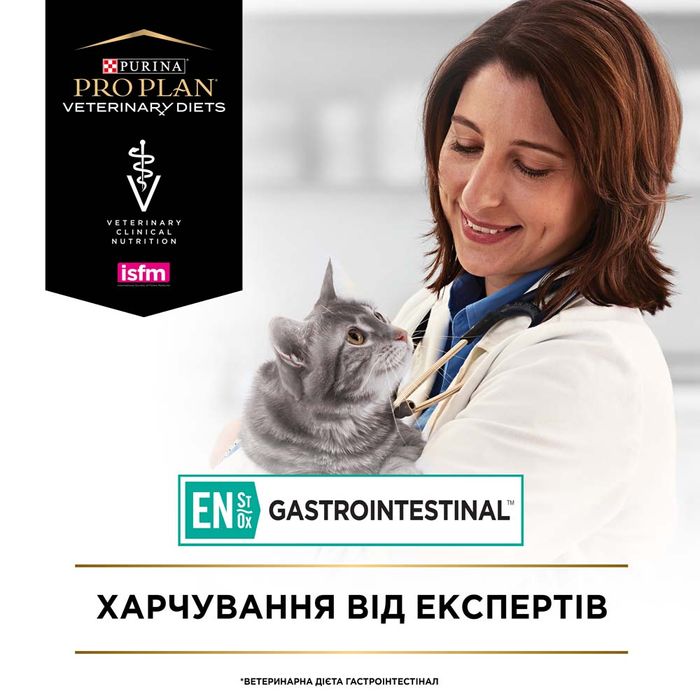 PURINA
PRO PLAN
VETERINARY DIETS
VETERINARY
CLINICAL
NUTRITION
isfm
EN St Ox GASTROINTESTINAL™
ХАРЧУВАННЯ ВІД ЕКСПЕРТІВ
*ВЕТЕРИНАРНА ДІЄТА ГАСТРОІНТЕСТІНАЛ